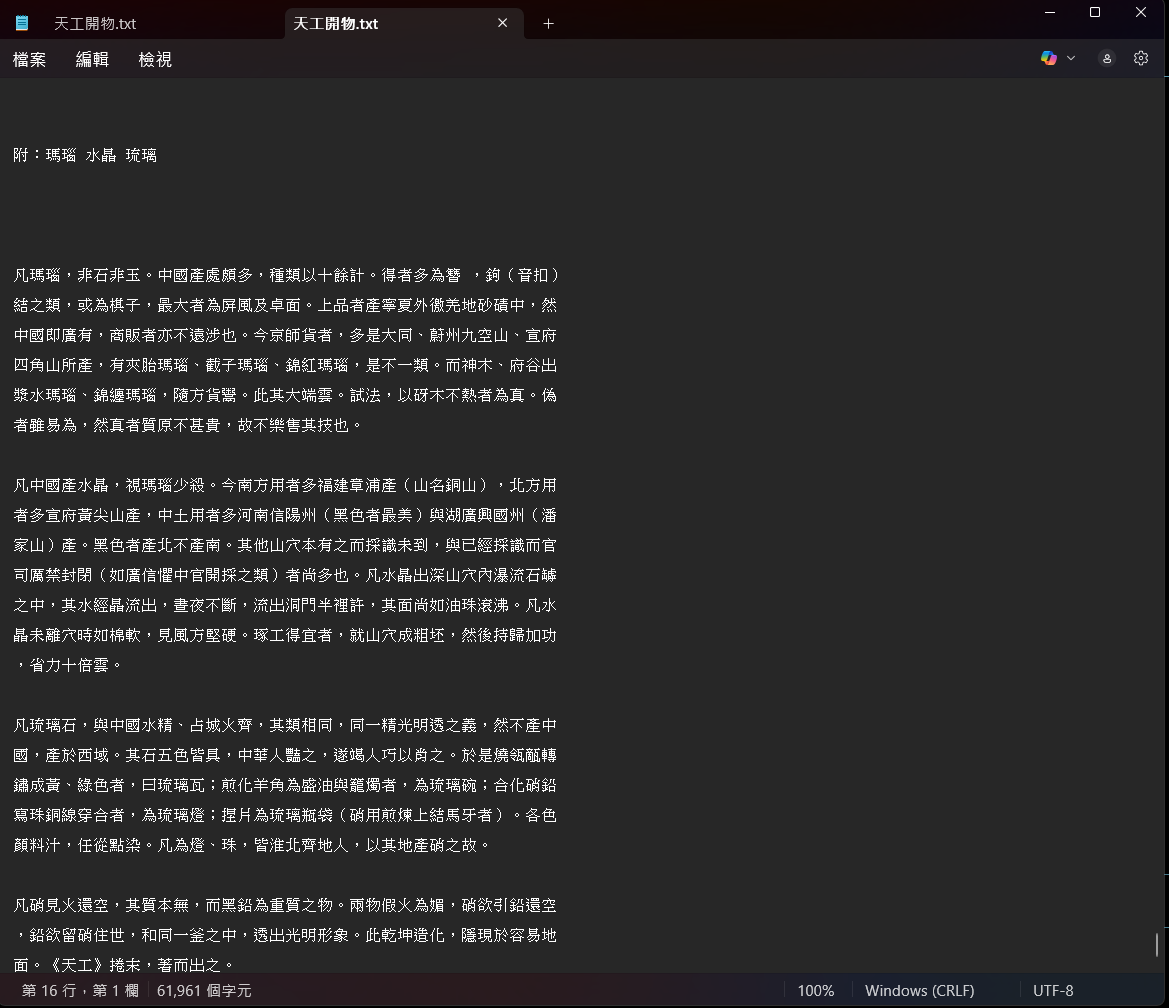 天工開物.txt
天工開物.txt
檔案 編輯 檢視
附：瑪瑙 水晶 琉璃
凡瑪瑙，非石非玉。中國產處頗多，種類以十餘計。得者多為簪 ，鉤（音扣）
結之類，或為棋子，最大者為屏風及卓面。上品者產寧夏外徼羌地砂磧中，然
中國即廣有，商販者亦不遠涉也。今京師貨者，多是大同、蔚州九空山、宣府
四角山所產，有夾胎瑪瑙、截子瑪瑙、錦紅瑪瑙，是不一類。而神木、府谷出
漿水瑪瑙、錦纏瑪瑙，隨方貨鬻。此其大端雲。試法，以砑木不熱者為真。偽
者雖易為，然真者質原不甚貴，故不樂售其技也。
凡中國產水晶，視瑪瑙少殺。今南方用者多福建章浦產（山名銅山），北方用
者多宣府黃尖山產，中土用者多河南信陽州（黑色者最美）與湖廣興國州（潘
家山）產。黑色者產北不產南。其他山穴本有之而採識未到，與已經採識而官
司厲禁封閉（如廣信懼中官開採之類）者尚多也。凡水晶出深山穴內瀑流石罅
之中，其水經晶流出，晝夜不斷，流出洞門半裡許，其面尚如油珠滾沸。凡水
晶未離穴時如棉軟，見風方堅硬。琢工得宜者，就山穴成粗坯，然後持歸加功
，省力十倍雲。
凡琉璃石，與中國水精、占城火齊，其類相同，同一精光明透之義，然不產中
國，產於西域。其石五色皆具，中華人豔之，遂竭人巧以肖之。於是燒瓴甋轉
鏽成黃、綠色者，曰琉璃瓦；煎化羊角為盛油與籠燭者，為琉璃碗；合化硝鉛
寫珠銅線穿合者，為琉璃燈；捏片為琉璃瓶袋（硝用煎煉上結馬牙者）。各色
顏料汁，任從點染。凡為燈、珠，皆淮北齊地人，以其地產硝之故。
凡硝見火還空，其質本無，而黑鉛為重質之物。兩物假火為媒，硝欲引鉛還空
，鉛欲留硝住世，和同一釜之中，透出光明形象。此乾坤造化，隱現於容易地
面。《天工》捲末，著而出之。
第 16 行，第 1 欄 61,961 個字元 100% Windows (CRLF) UTF-8